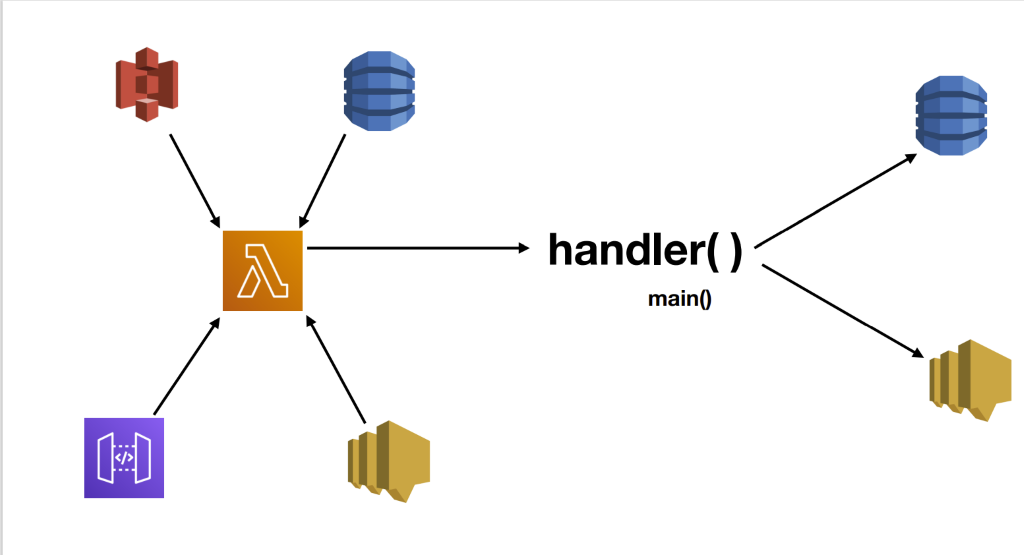 handler( )
main()